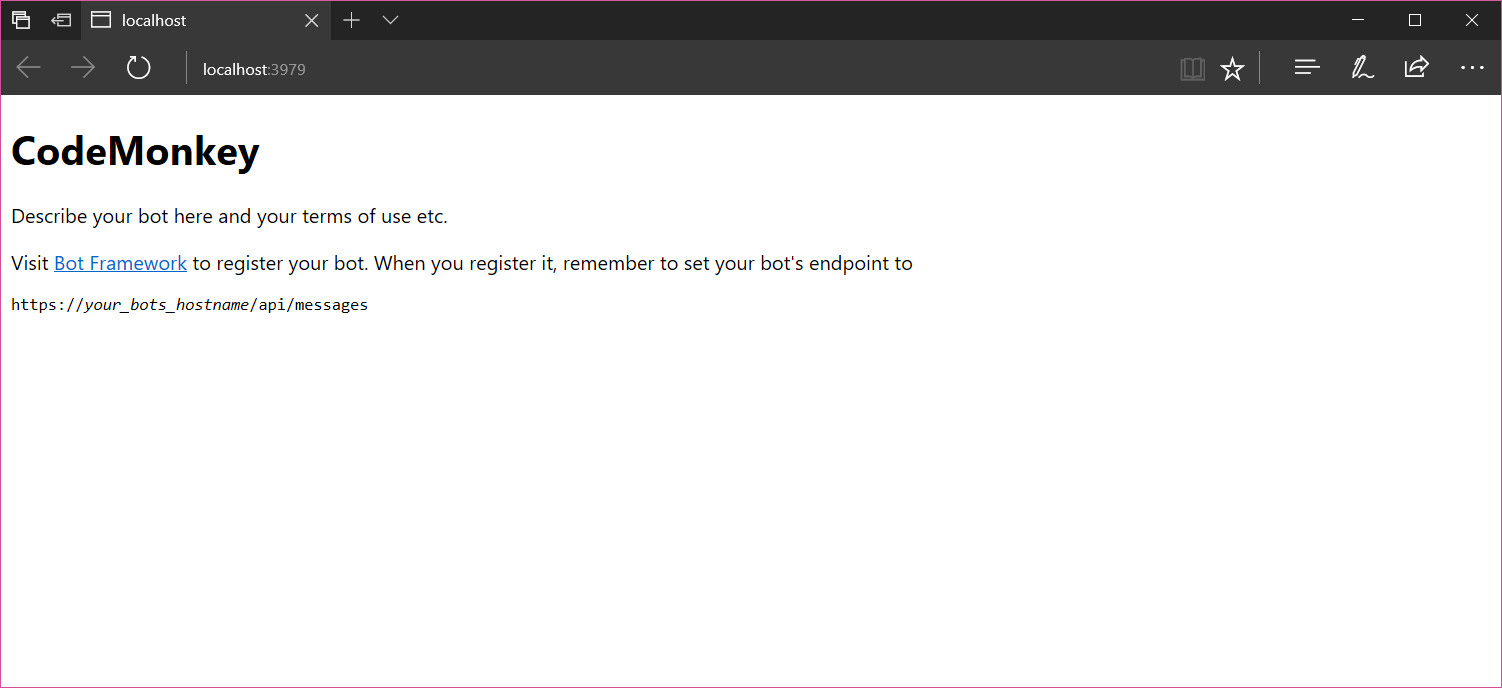 localhost
localhost:3979
CodeMonkey
Describe your bot here and your terms of use etc.
Visit Bot Framework to register your bot. When you register it, remember to set your bot's endpoint to
https://your_bots_hostname/api/messages